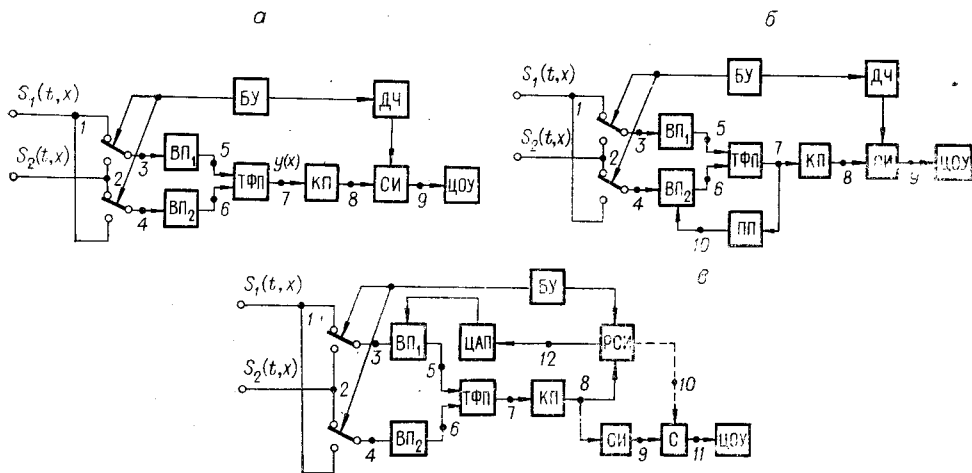 а
б
S₁(t,x)
1
S₂(t,x)
2
3
4
БУ
ДЧ
ВП₁
5
ВП₂
6
ТФП
y(x)
7
КП
8
СИ
9
ЦОУ
S₁(t,x)
1
S₂(t,x)
2
3
4
БУ
ДЧ
ВП₁
5
ВП₂
6
ТФП
7
КП
8
СИ
9
ЦОУ
10
ПП
в
S₁(t,x)
1
S₂(t,x)
2
3
4
БУ
ВП₁
5
ЦАП
12
РСИ
10
ВП₂
6
ТФП
7
КП
8
СИ
9
С
11
ЦОУ